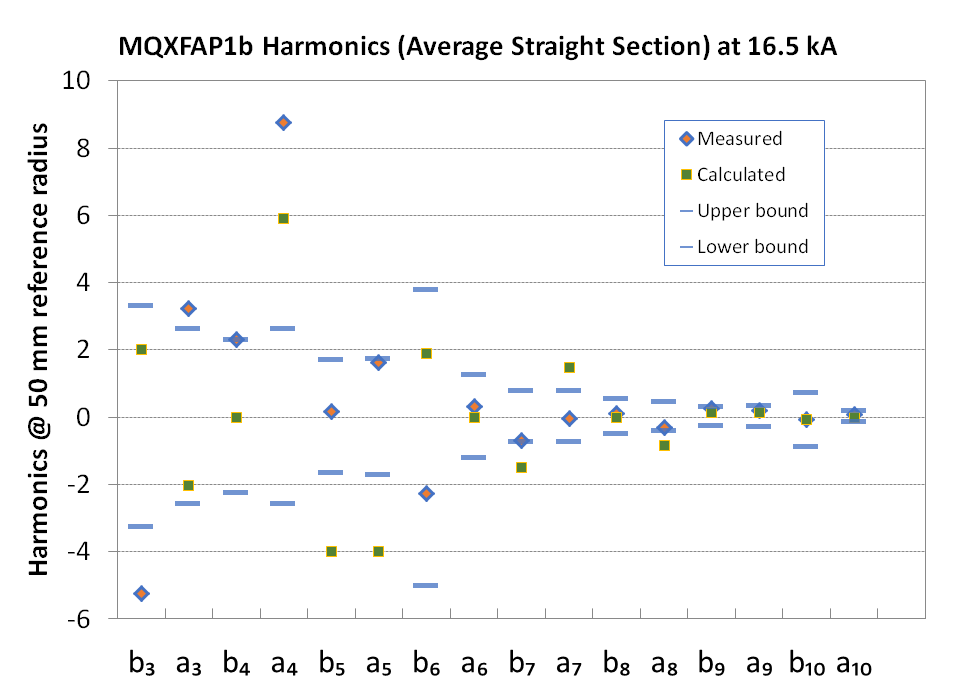 MQXFAP1b Harmonics (Average Straight Section) at 16.5 kA
Harmonics @ 50 mm reference radius
10
8
6
4
2
0
-2
-4
-6
Measured
Calculated
Upper bound
Lower bound
b₃ a₃ b₄ a₄ b₅ a₅ b₆ a₆ b₇ a₇ b₈ a₈ b₉ a₉ b₁₀ a₁₀